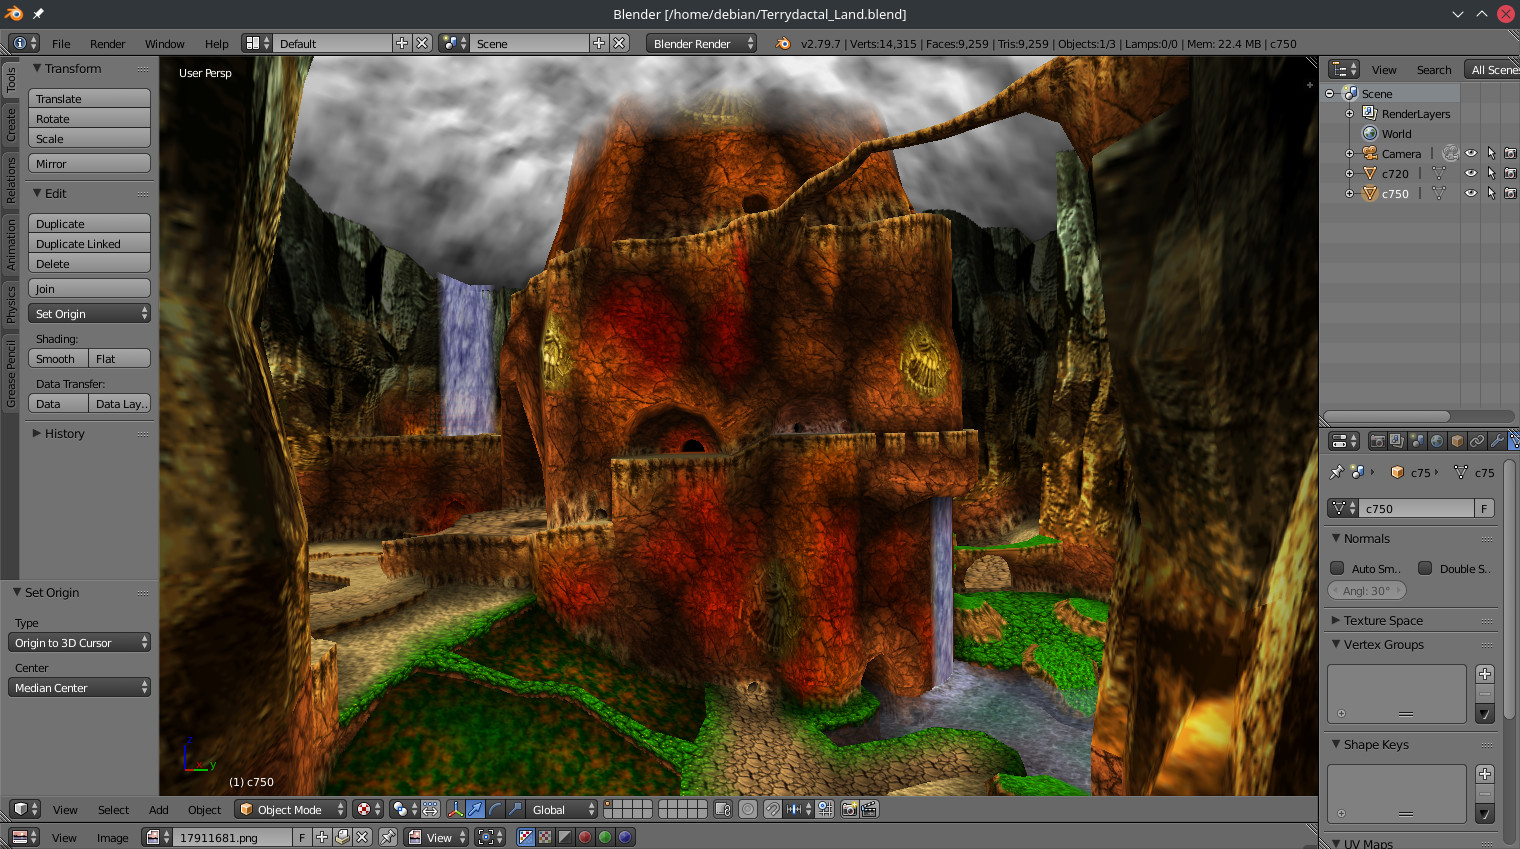 Blender [/home/debian/Terrydactal_Land.blend]
File Render Window Help Default Scene Blender Render v2.79.7 | Verts:14,315 | Faces:9,259 | Tris:9,259 | Objects:1/3 | Lamps:0/0 | Mem: 22.4 MB | c750
Tools
Create
Relations
Animation
Physics
Grease Pencil
Transform
Translate
Rotate
Scale
Mirror
Edit
Duplicate
Duplicate Linked
Delete
Join
Set Origin
Shading:
Smooth Flat
Data Transfer:
Data Data Lay..
History
Set Origin
Type
Origin to 3D Cursor
Center
Median Center
User Persp
z
x y
(1) c750
View Search All Scenes
Scene
RenderLayers
World
Camera
c720
c750
c75 c75
c750 F
Normals
Auto Sm.. Double S..
Angl: 30°
Texture Space
Vertex Groups
Shape Keys
UV Maps
View Select Add Object Object Mode Global
View Image 17911681.png F View